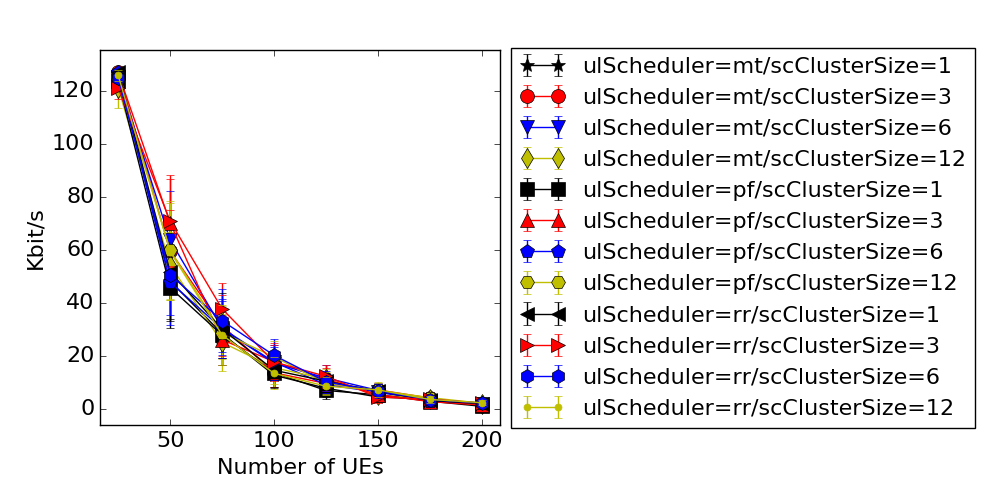 Kbit/s
120
100
80
60
40
20
0
50 100 150 200
Number of UEs
ulScheduler=mt/scClusterSize=1
ulScheduler=mt/scClusterSize=3
ulScheduler=mt/scClusterSize=6
ulScheduler=mt/scClusterSize=12
ulScheduler=pf/scClusterSize=1
ulScheduler=pf/scClusterSize=3
ulScheduler=pf/scClusterSize=6
ulScheduler=pf/scClusterSize=12
ulScheduler=rr/scClusterSize=1
ulScheduler=rr/scClusterSize=3
ulScheduler=rr/scClusterSize=6
ulScheduler=rr/scClusterSize=12